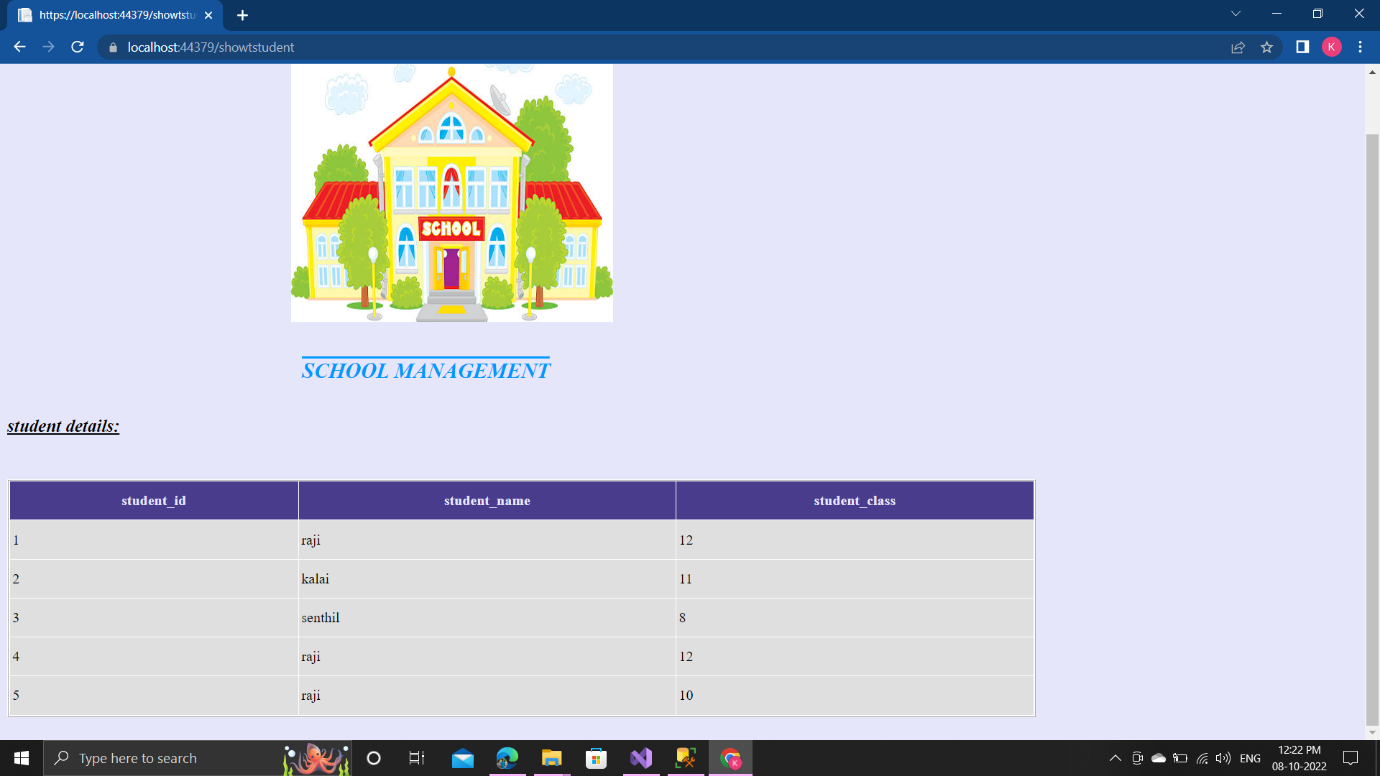 https://localhost:44379/showtstu
localhost:44379/showtstudent
K
SCHOOL
SCHOOL MANAGEMENT
student details:
student_id student_name student_class
1 raji 12
2 kalai 11
3 senthil 8
4 raji 12
5 raji 10
Type here to search
K
ENG
12:22 PM
08-10-2022